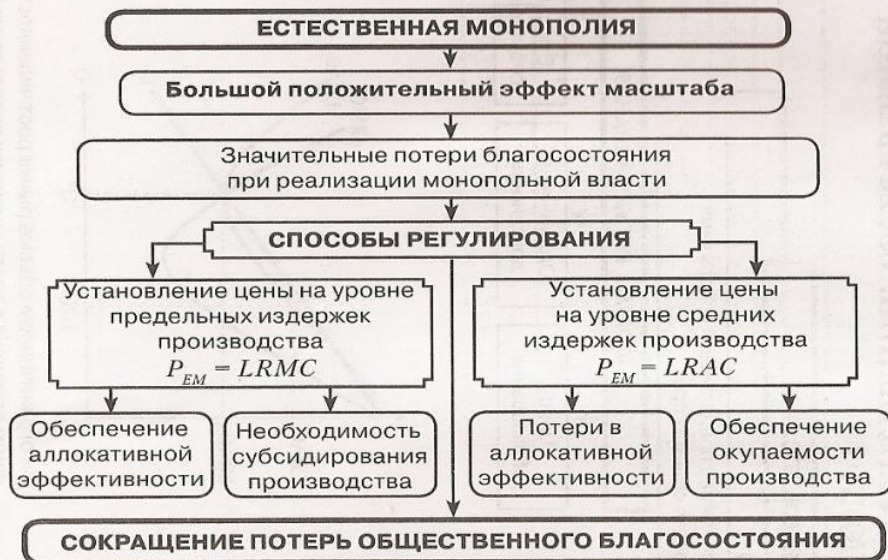 ЕСТЕСТВЕННАЯ МОНОПОЛИЯ
Большой положительный эффект масштаба
Значительные потери благосостояния
при реализации монопольной власти
СПОСОБЫ РЕГУЛИРОВАНИЯ
Установление цены на уровне
предельных издержек
производства
P_EM = LRMC
Установление цены
на уровне средних
издержек производства
P_EM = LRAC
Обеспечение
аллокативной
эффективности
Необходимость
субсидирования
производства
Потери в
аллокативной
эффективности
Обеспечение
окупаемости
производства
СОКРАЩЕНИЕ ПОТЕРЬ ОБЩЕСТВЕННОГО БЛАГОСОСТОЯНИЯ